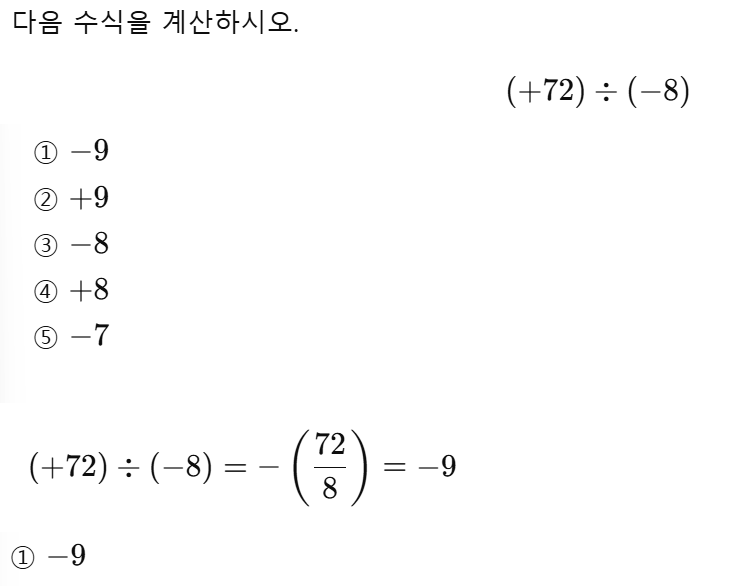 다음 수식을 계산하시오.
(+72) ÷ (−8)
① −9
② +9
③ −8
④ +8
⑤ −7
(+72) ÷ (−8) = −(72/8) = −9
① −9